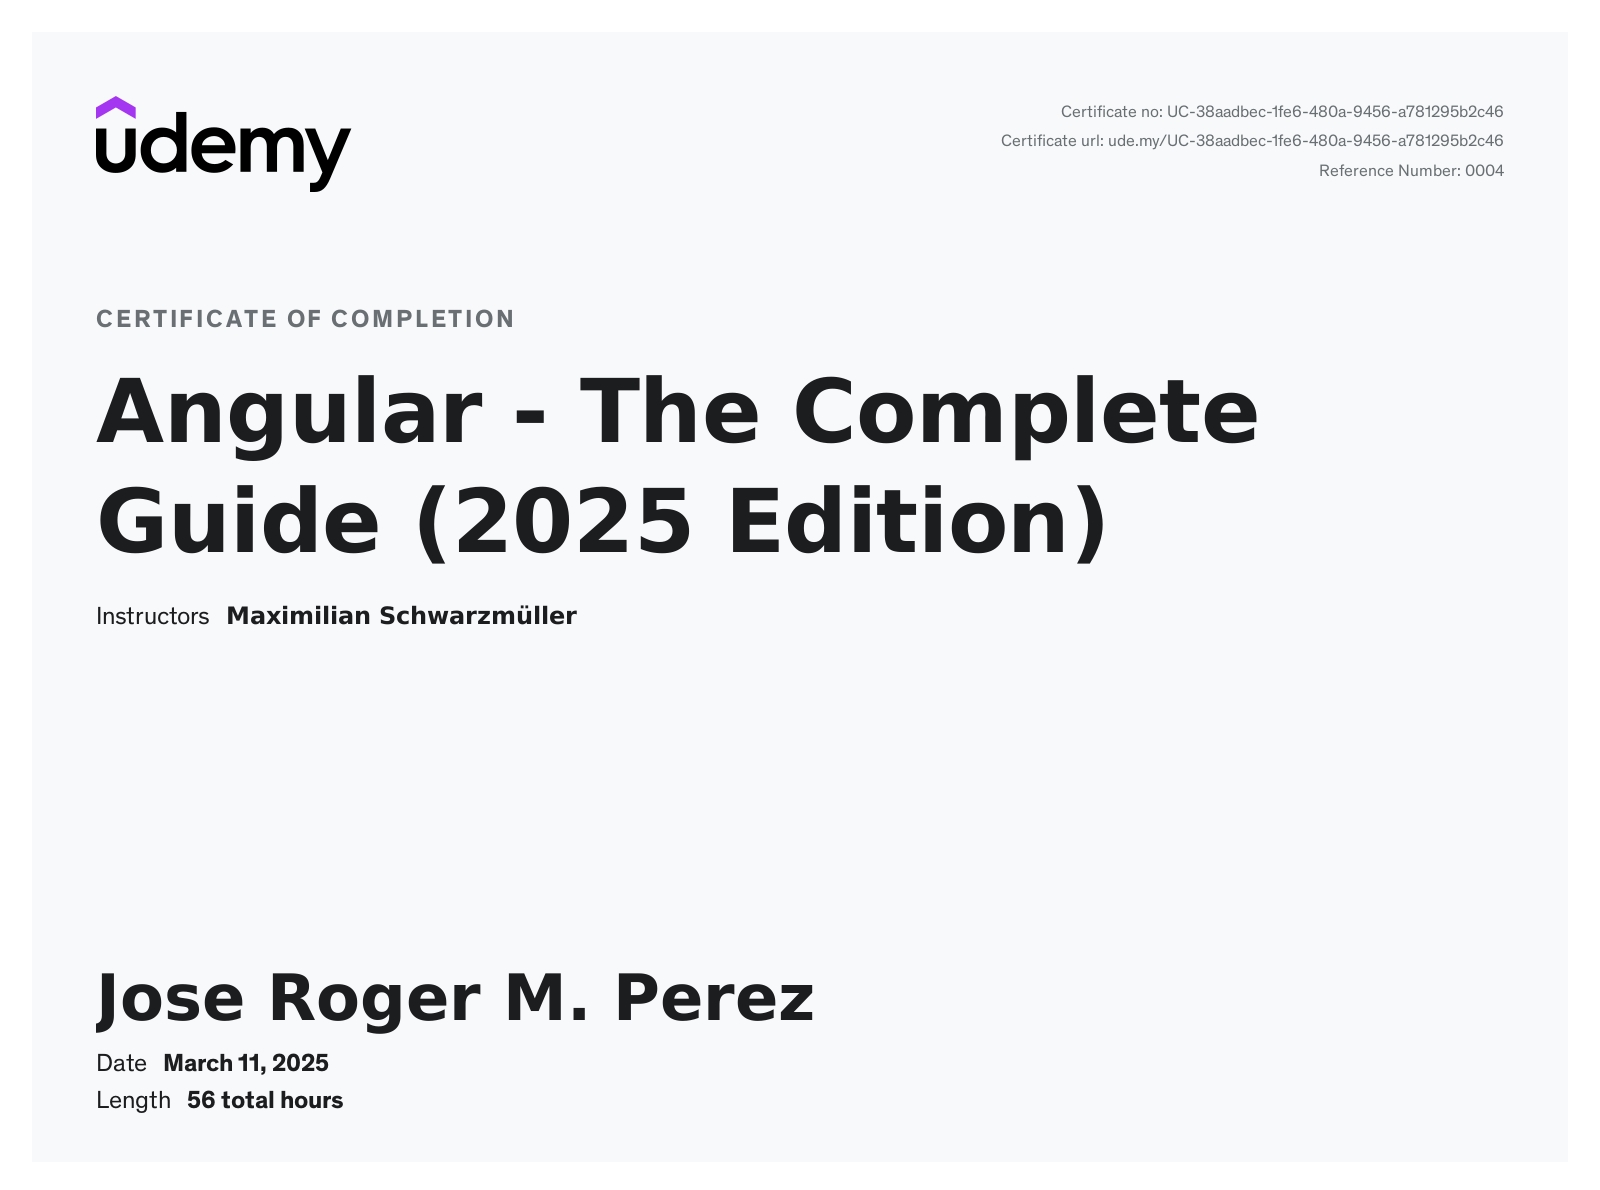 udemy
Certificate no: UC-38aadbec-1fe6-480a-9456-a781295b2c46
Certificate url: ude.my/UC-38aadbec-1fe6-480a-9456-a781295b2c46
Reference Number: 0004
CERTIFICATE OF COMPLETION
Angular - The Complete
Guide (2025 Edition)
Instructors Maximilian Schwarzmüller
Jose Roger M. Perez
Date March 11, 2025
Length 56 total hours